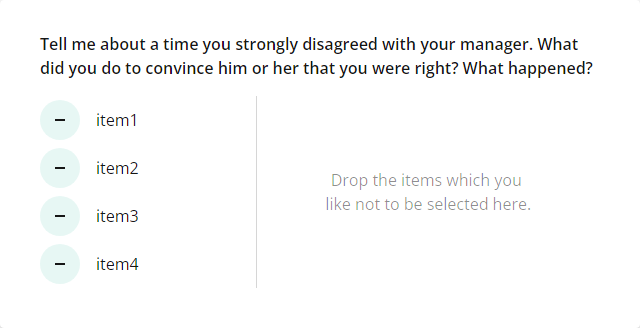 Tell me about a time you strongly disagreed with your manager. What
did you do to convince him or her that you were right? What happened?
item1
item2
item3
item4
Drop the items which you
like not to be selected here.